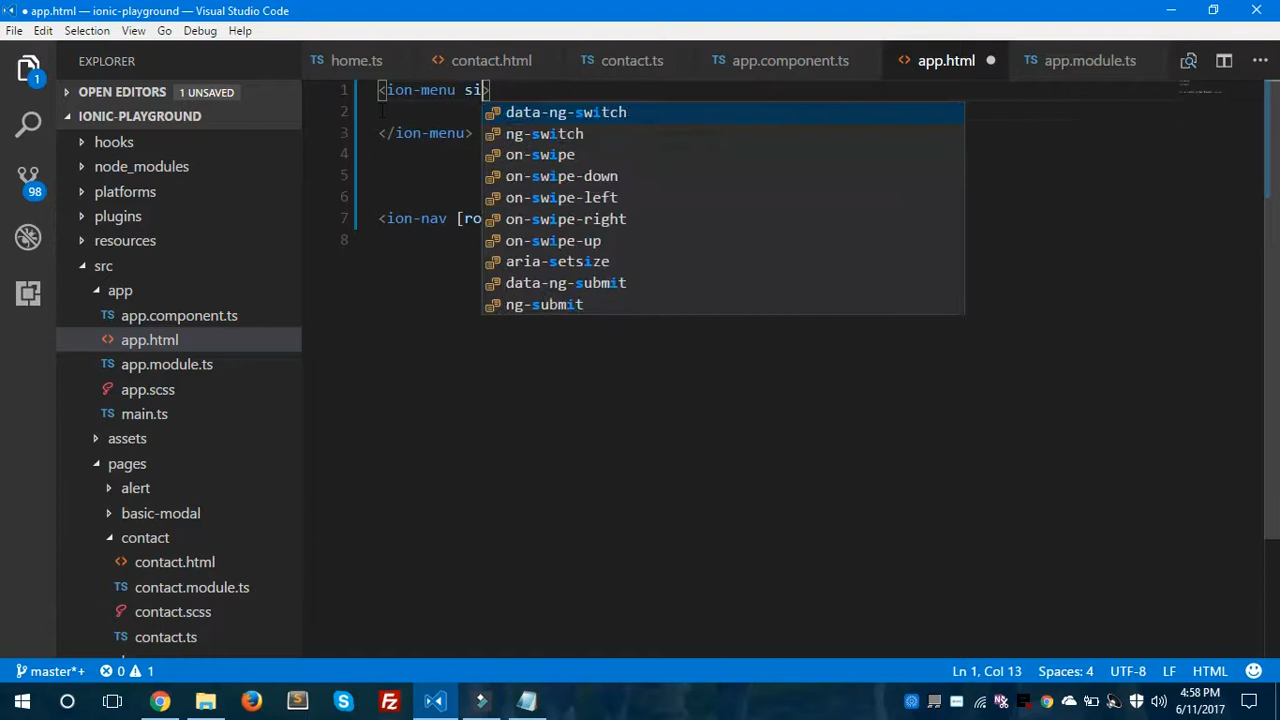 app.html — ionic-playground — Visual Studio Code
File Edit Selection View Go Debug Help
EXPLORER
home.ts contact.html contact.ts app.component.ts app.html app.module.ts
OPEN EDITORS 1 UNSAVED
IONIC-PLAYGROUND
hooks
node_modules
platforms
plugins
resources
src
app
app.component.ts
app.html
app.module.ts
app.scss
main.ts
assets
pages
alert
basic-modal
contact
contact.html
contact.module.ts
contact.scss
contact.ts
1
98
1 <ion-menu si>
2
3 </ion-menu>
4
5
6
7 <ion-nav [ro
8
data-ng-switch
ng-switch
on-swipe
on-swipe-down
on-swipe-left
on-swipe-right
on-swipe-up
aria-setsize
data-ng-submit
ng-submit
master*+ 0 1 Ln 1, Col 13 Spaces: 4 UTF-8 LF HTML
4:58 PM
6/11/2017